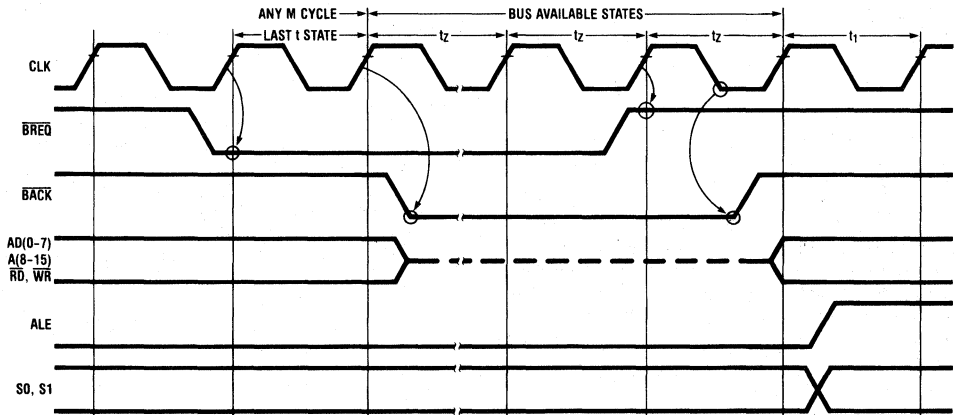 ANY M CYCLE BUS AVAILABLE STATES
LAST t STATE tz tz tz t1
CLK
BREQ
BACK
AD(0-7)
A(8-15)
RD, WR
ALE
S0, S1